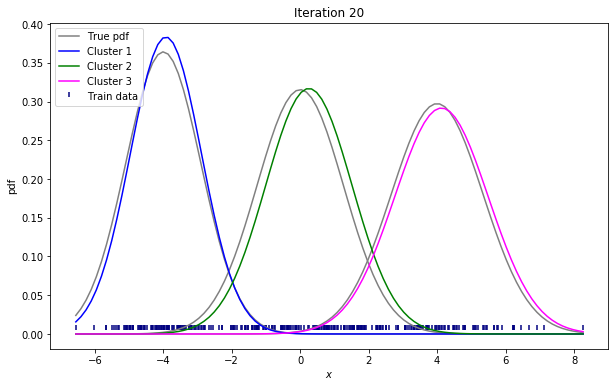 Iteration 20
True pdf
Cluster 1
Cluster 2
Cluster 3
Train data
0.40
0.35
0.30
0.25
0.20
0.15
0.10
0.05
0.00
pdf
−6
−4
−2
0
2
4
6
8
x